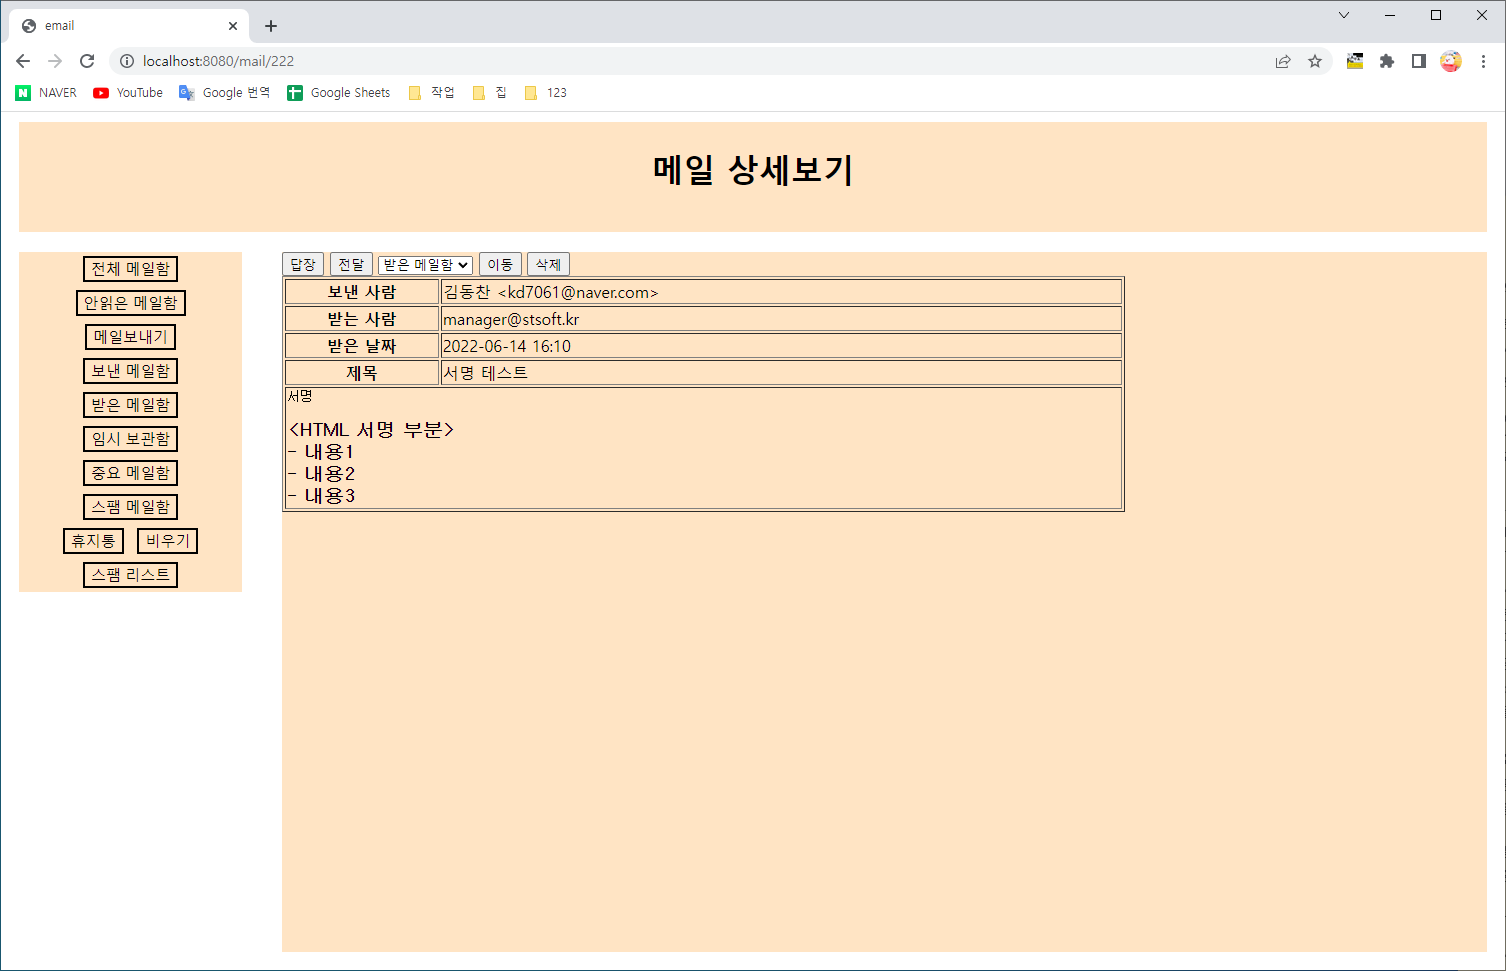 email
localhost:8080/mail/222
NAVER YouTube Google 번역 Google Sheets 작업 집 123
메일 상세보기
전체 메일함
안읽은 메일함
메일보내기
보낸 메일함
받은 메일함
임시 보관함
중요 메일함
스팸 메일함
휴지통 비우기
스팸 리스트
답장 전달 받은 메일함 이동 삭제
보낸 사람 김동찬 <kd7061@naver.com>
받는 사람 manager@stsoft.kr
받은 날짜 2022-06-14 16:10
제목 서명 테스트
서명
<HTML 서명 부분>
- 내용1
- 내용2
- 내용3